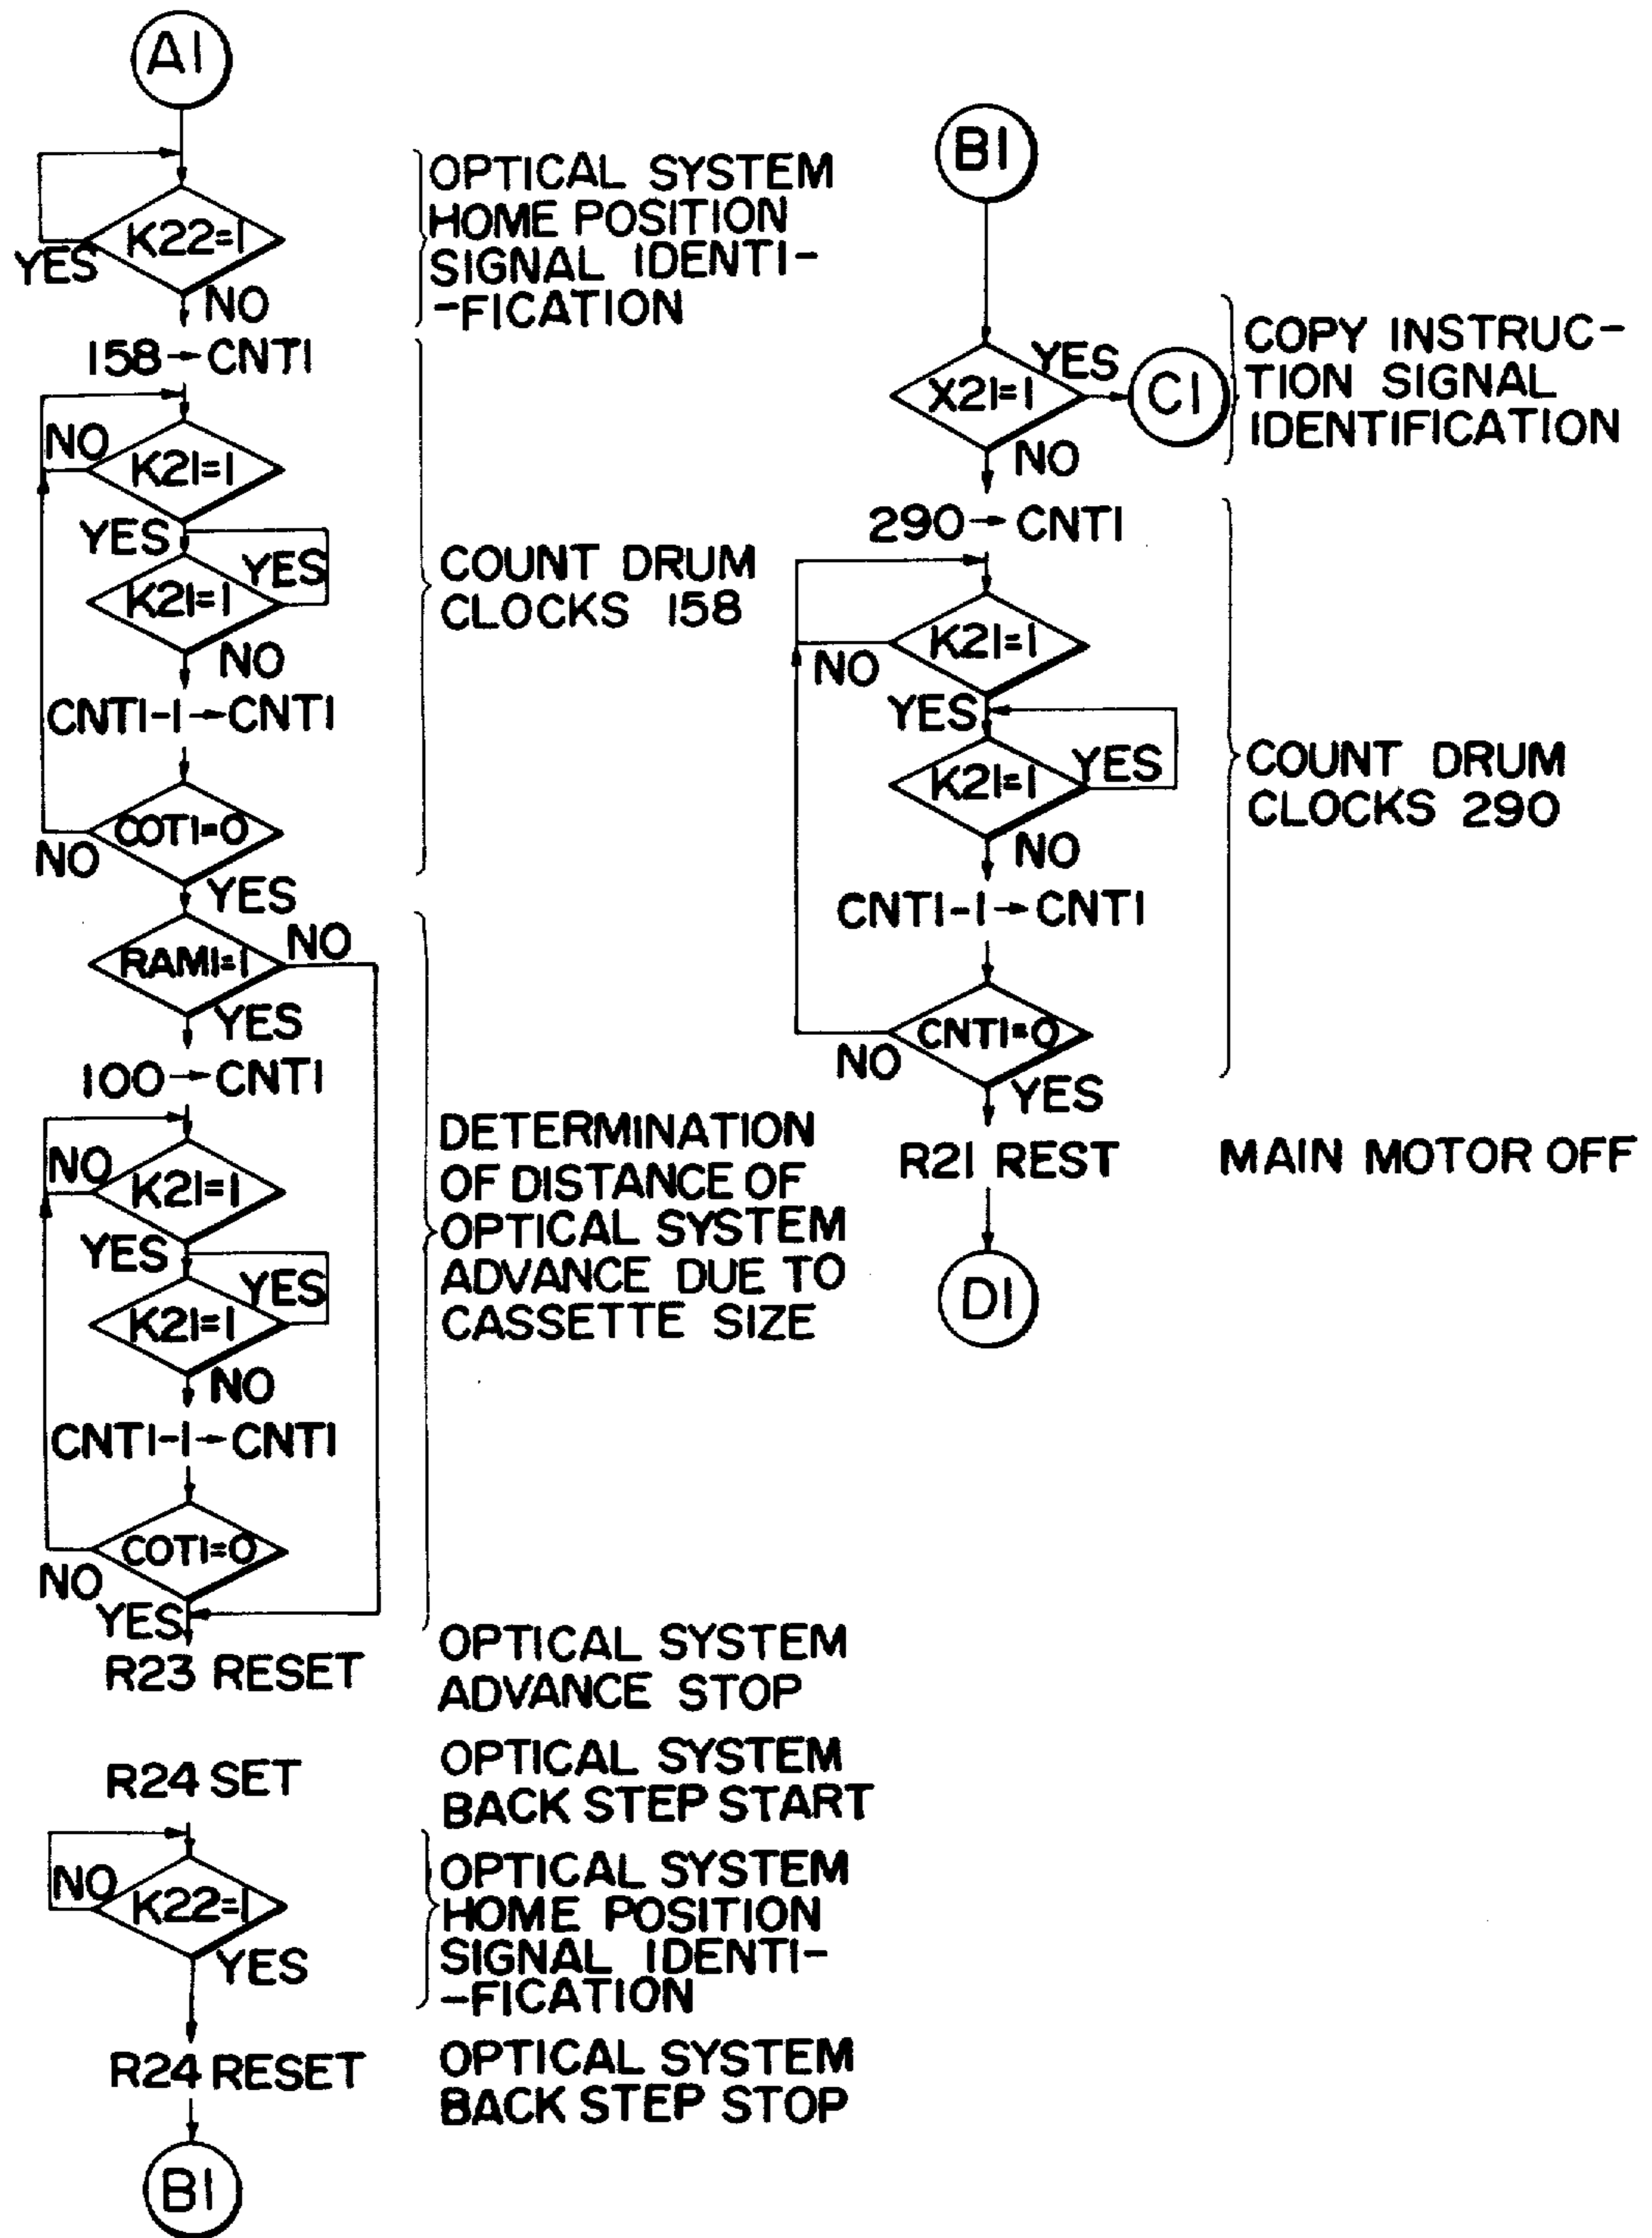 A1
K22=1
YES
NO
OPTICAL SYSTEM
HOME POSITION
SIGNAL IDENTI-
-FICATION
158→CNT1
NO
K21=1
YES
YES
K21=1
NO
CNT1-1→CNT1
COT1=0
NO
YES
COUNT DRUM
CLOCKS 158
RAM1=1
NO
YES
100→CNT1
NO
K21=1
YES
YES
K21=1
NO
CNT1-1→CNT1
COT1=0
NO
YES
DETERMINATION
OF DISTANCE OF
OPTICAL SYSTEM
ADVANCE DUE TO
CASSETTE SIZE
R23 RESET
OPTICAL SYSTEM
ADVANCE STOP
R24 SET
OPTICAL SYSTEM
BACK STEP START
NO
K22=1
YES
OPTICAL SYSTEM
HOME POSITION
SIGNAL IDENTI-
-FICATION
R24 RESET
OPTICAL SYSTEM
BACK STEP STOP
B1
B1
X21=1
YES
C1
NO
COPY INSTRUC-
TION SIGNAL
IDENTIFICATION
290→CNT1
K21=1
NO
YES
K21=1
YES
NO
CNT1-1→CNT1
CNT1=0
NO
YES
COUNT DRUM
CLOCKS 290
R21 REST
MAIN MOTOR OFF
D1